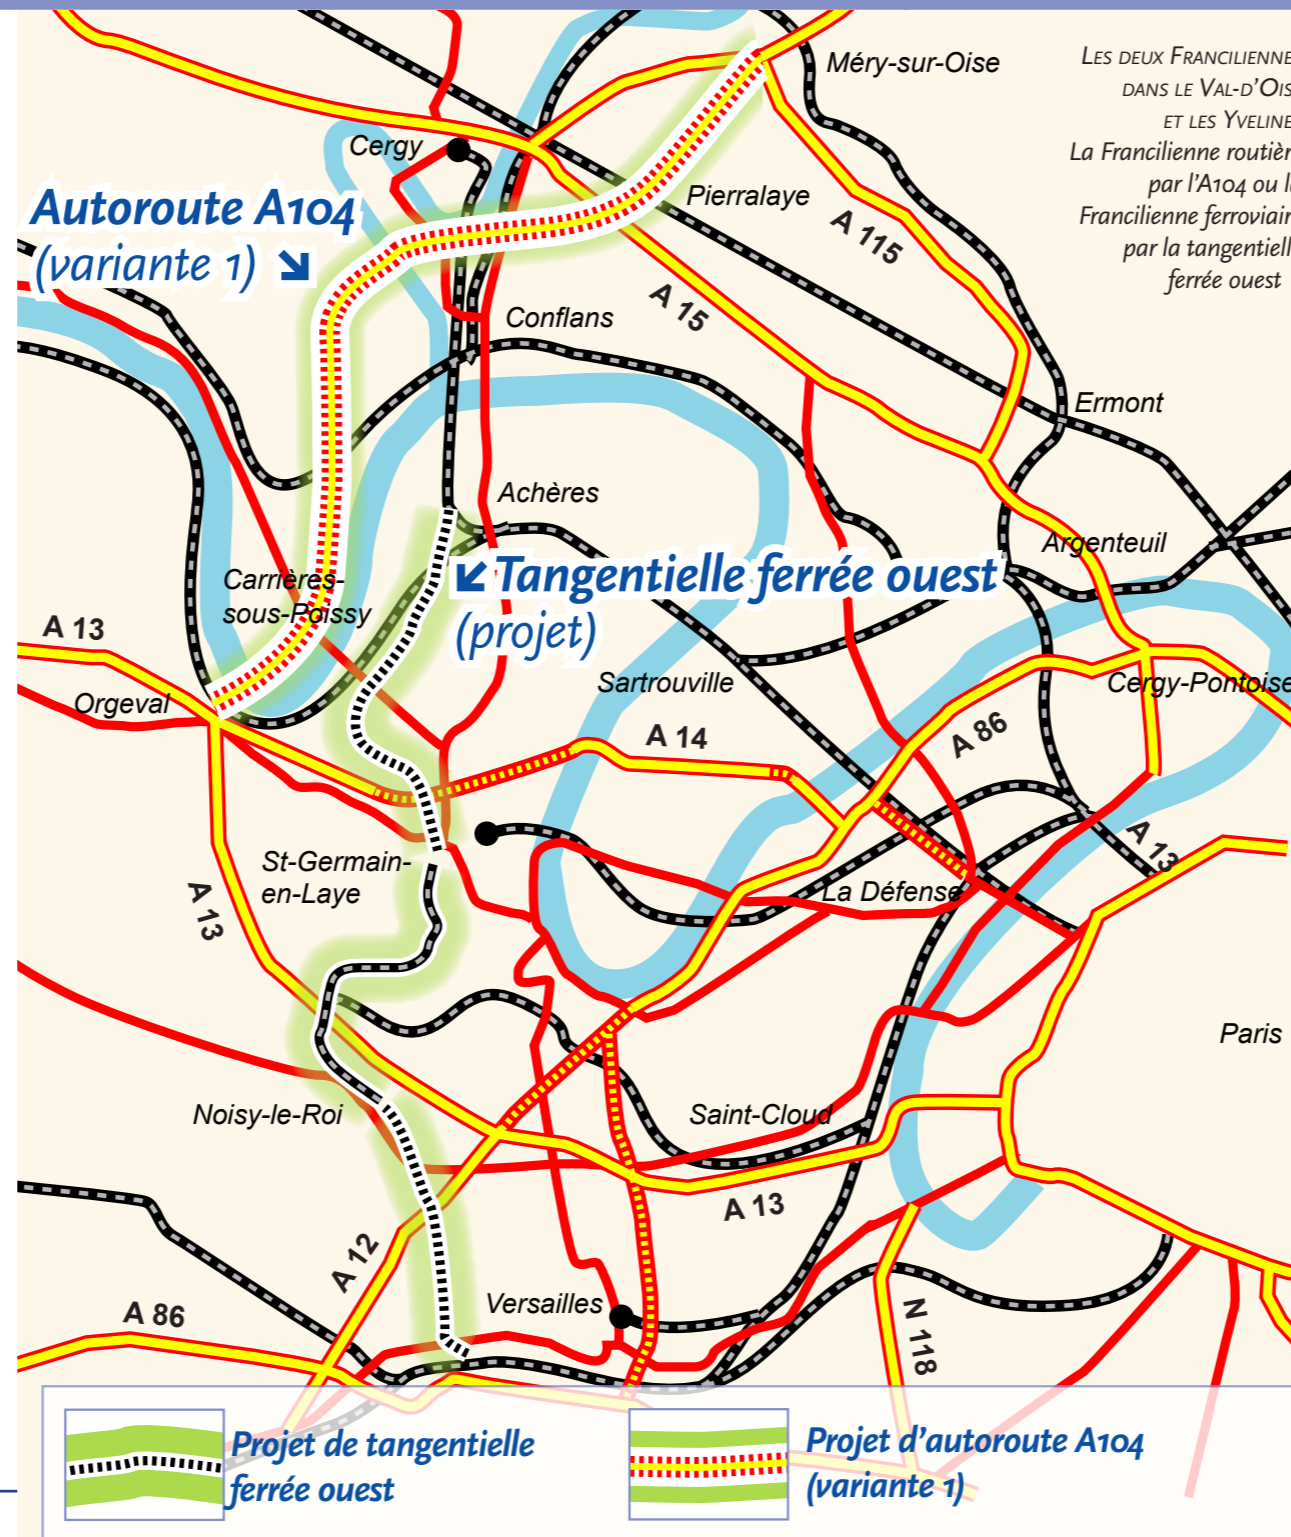 Méry-sur-Oise
LES DEUX FRANCILIENNE
DANS LE VAL-D'OIS
ET LES YVELINE
La Francilienne routièr
par l'A104 ou l
Francilienne ferroviair
par la tangentiell
ferrée ouest
Cergy
Pierralaye
Autoroute A104
(variante 1)
A 115
A 15
Conflans
Ermont
Achères
Argenteuil
Tangentielle ferrée ouest
(projet)
Carrières-
sous-Poissy
A 13
Orgeval
Sartrouville
Cergy-Pontoise
A 14
A 86
A 13
St-Germain-
en-Laye
A 13
La Défense
Paris
Noisy-le-Roi
Saint-Cloud
A 13
A 12
Versailles
A 86
N 118
Projet de tangentielle
ferrée ouest
Projet d'autoroute A104
(variante 1)